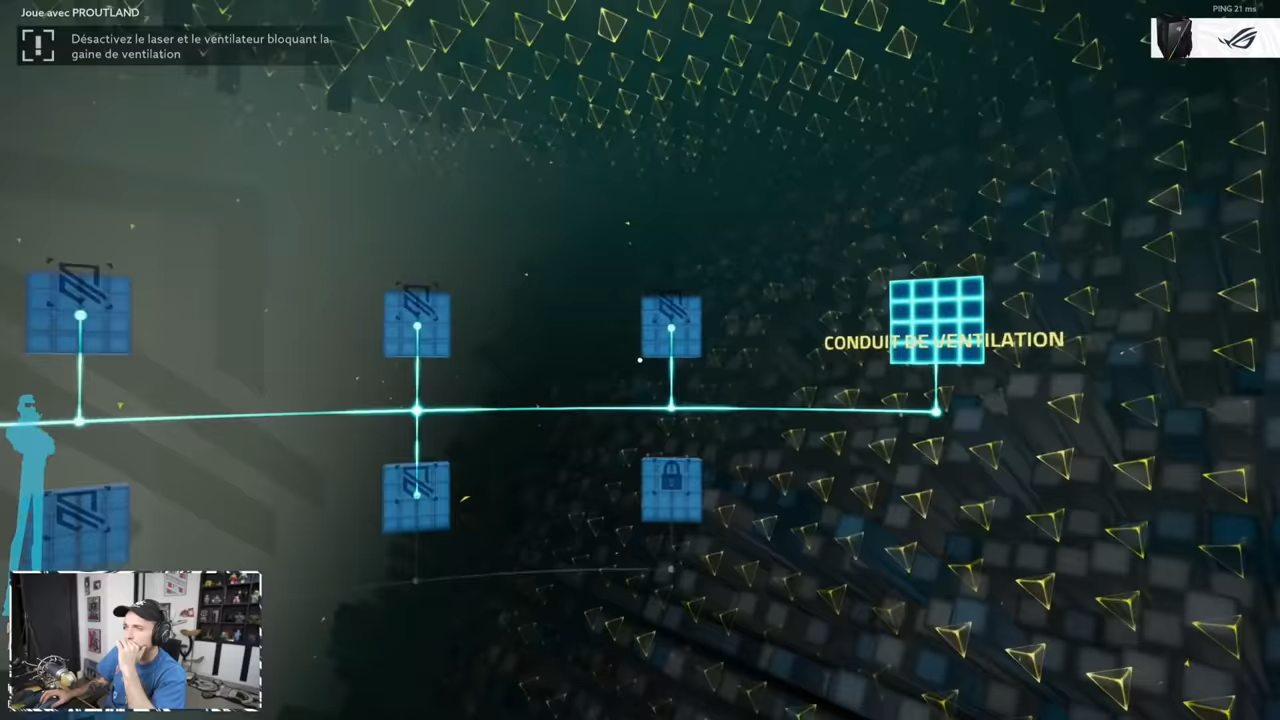 Joue avec PROUTLAND
Désactivez le laser et le ventilateur bloquant la
gaine de ventilation
PING 21 ms
CONDUIT DE VENTILATION